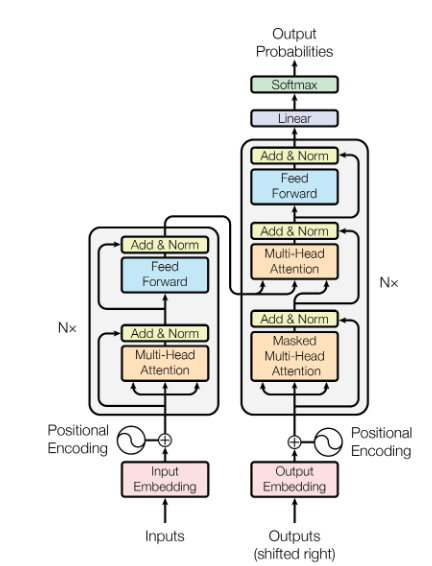 Output
Probabilities
Softmax
Linear
Add & Norm
Feed
Forward
Add & Norm
Multi-Head
Attention
Add & Norm
Masked
Multi-Head
Attention
Nx
Add & Norm
Feed
Forward
Add & Norm
Multi-Head
Attention
Nx
Positional
Encoding
Positional
Encoding
Input
Embedding
Output
Embedding
Inputs
Outputs
(shifted right)